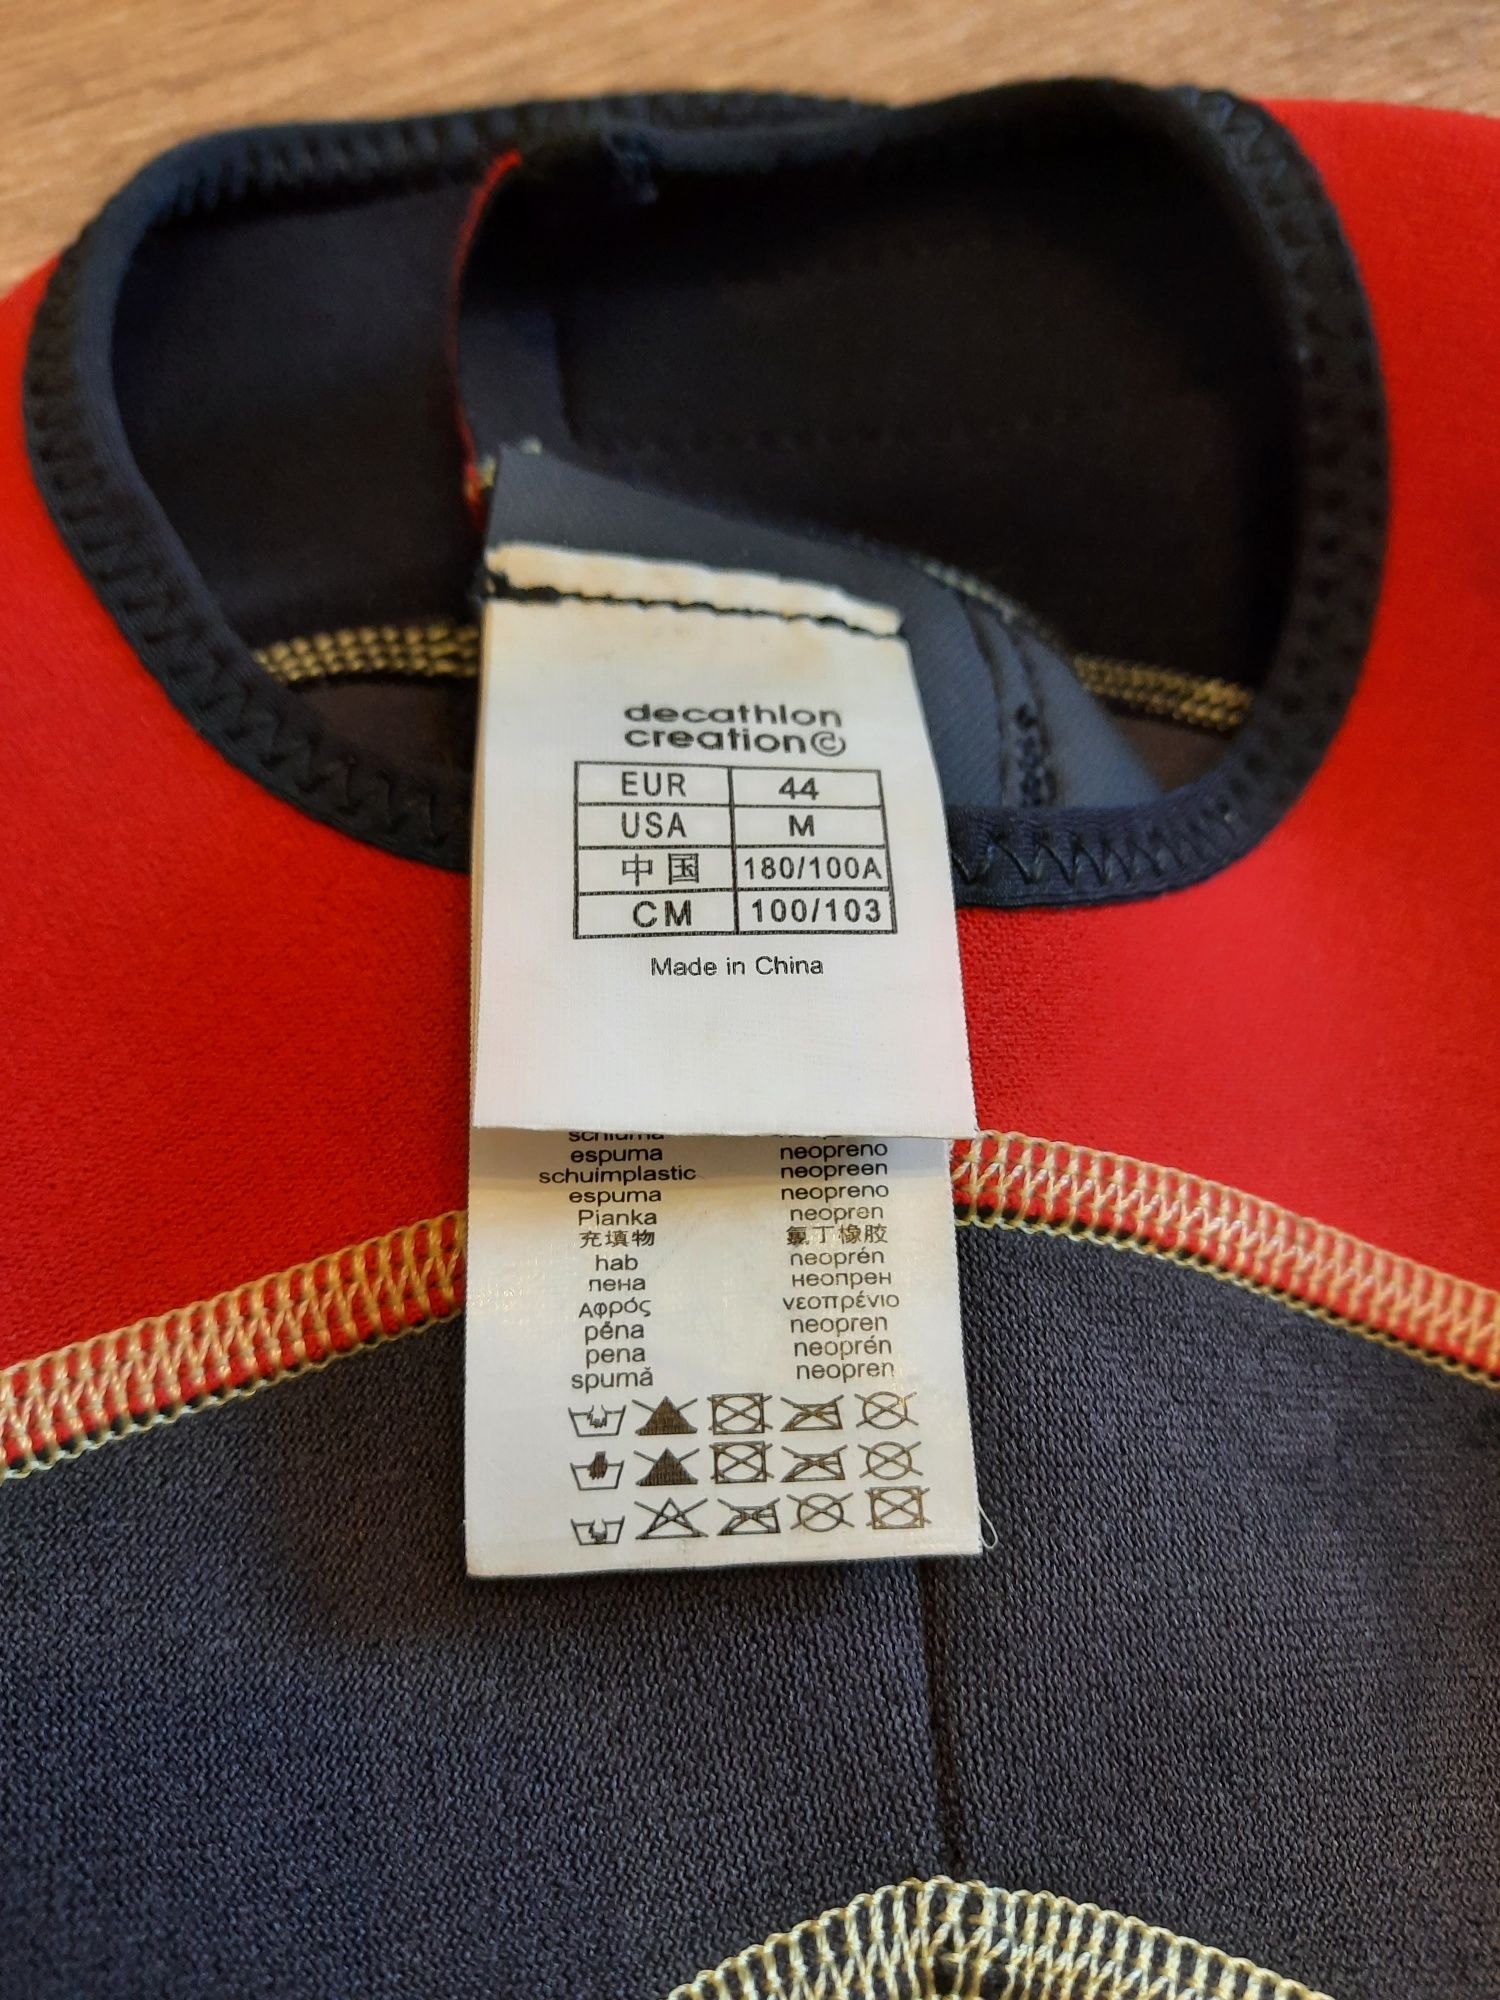 decathlon
creation©
EUR 44
USA M
中国 180/100A
CM 100/103
Made in China
schiuma
espuma neopreno
schuimplastic neopreen
espuma neopreno
Pianka neopren
充填物 氯丁橡胶
hab neoprén
пена неопрен
Αφρός νεοπρένιο
pěna neopren
pena neoprén
spumă neopren